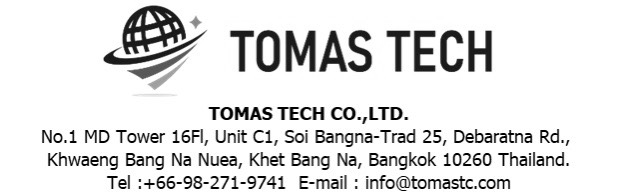 TOMAS TECH
TOMAS TECH CO.,LTD.
No.1 MD Tower 16Fl, Unit C1, Soi Bangna-Trad 25, Debaratna Rd.,
Khwaeng Bang Na Nuea, Khet Bang Na, Bangkok 10260 Thailand.
Tel :+66-98-271-9741  E-mail : info@tomastc.com